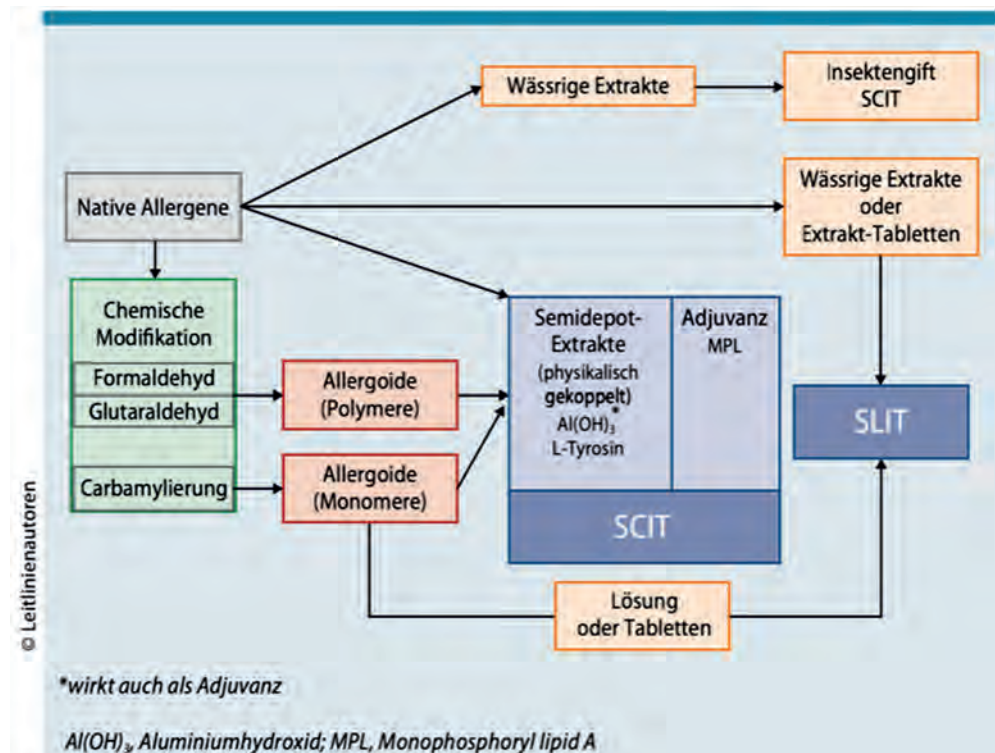 Wässrige Extrakte
Insektengift
SCIT
Native Allergene
Wässrige Extrakte
oder
Extrakt-Tabletten
Chemische
Modifikation
Formaldehyd
Glutaraldehyd
Carbamylierung
Allergoide
(Polymere)
Allergoide
(Monomere)
Semidepot-
Extrakte
(physikalisch
gekoppelt)
Al(OH)₃*
L-Tyrosin
Adjuvanz
MPL
SCIT
SLIT
Lösung
oder Tabletten
© Leitlinienautoren
*wirkt auch als Adjuvanz
Al(OH)₃, Aluminiumhydroxid; MPL, Monophosphoryl lipid A